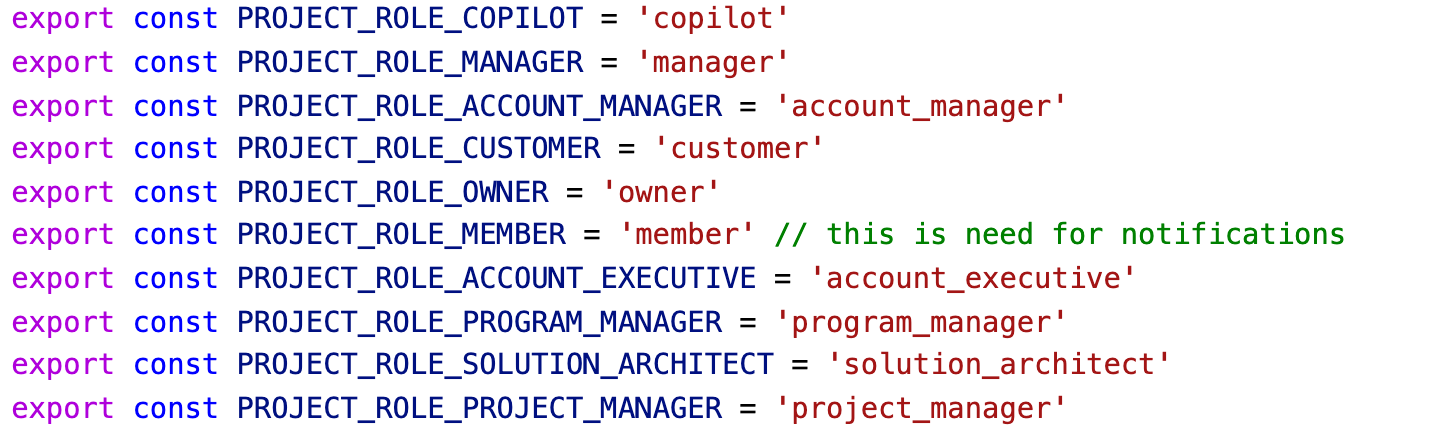 export const PROJECT_ROLE_COPILOT = 'copilot'
export const PROJECT_ROLE_MANAGER = 'manager'
export const PROJECT_ROLE_ACCOUNT_MANAGER = 'account_manager'
export const PROJECT_ROLE_CUSTOMER = 'customer'
export const PROJECT_ROLE_OWNER = 'owner'
export const PROJECT_ROLE_MEMBER = 'member' // this is need for notifications
export const PROJECT_ROLE_ACCOUNT_EXECUTIVE = 'account_executive'
export const PROJECT_ROLE_PROGRAM_MANAGER = 'program_manager'
export const PROJECT_ROLE_SOLUTION_ARCHITECT = 'solution_architect'
export const PROJECT_ROLE_PROJECT_MANAGER = 'project_manager'